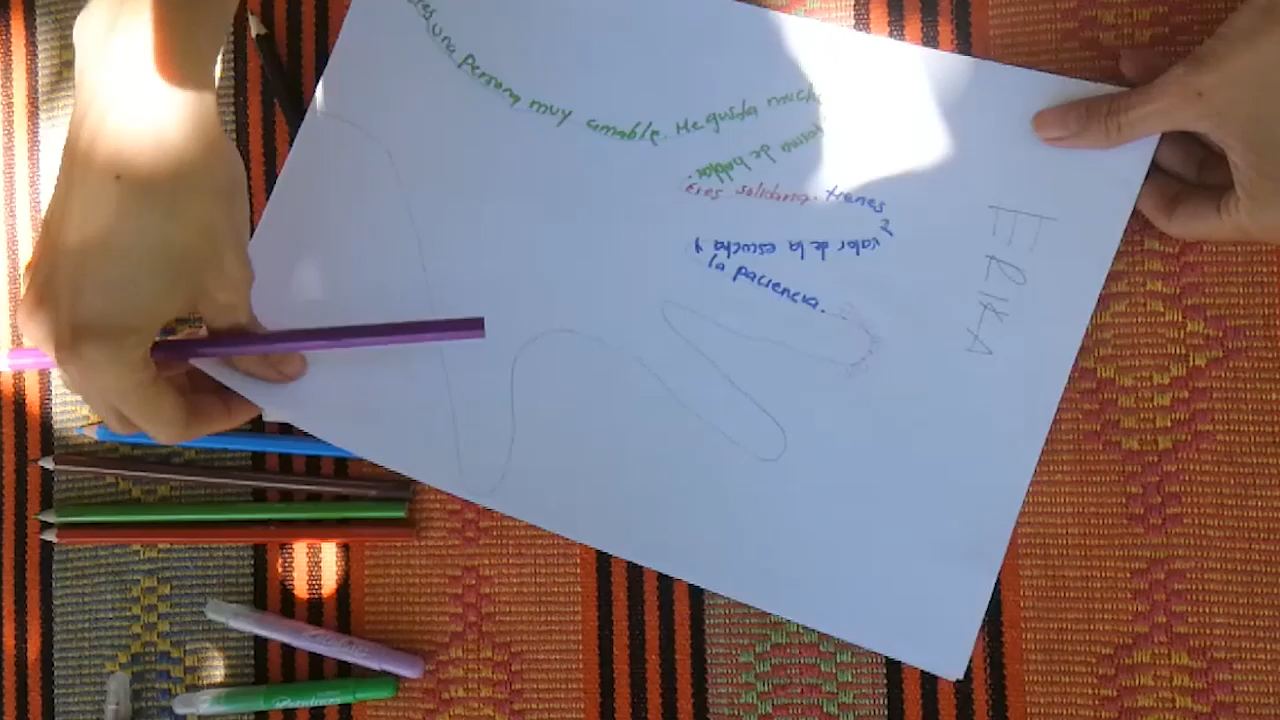 una persona muy amable. Me gusta mucho
forma de hablar.
Eres solidaria. tienes
valor de la escucha y
la paciencia.
ERIKA